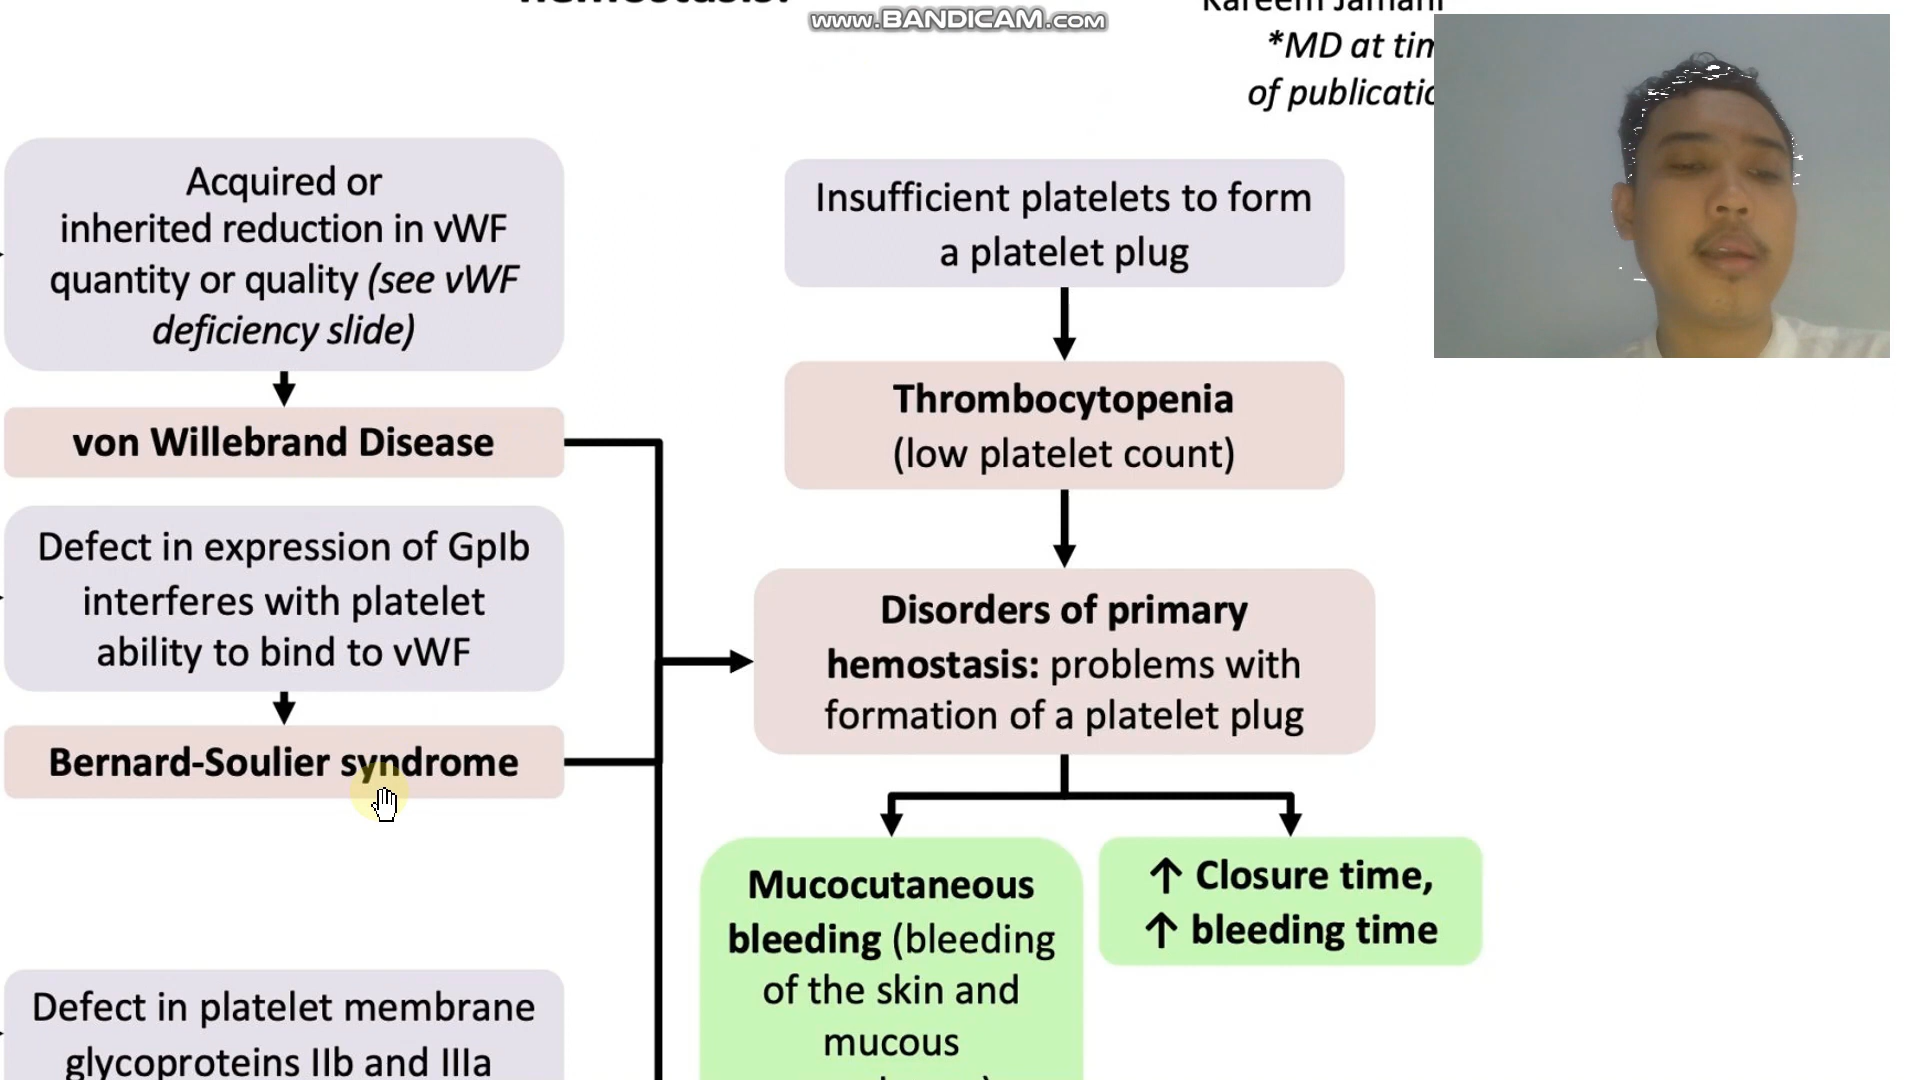 hemostasis?
www.BANDICAM.com
Kareem Jamani
*MD at tim
of publicatio
Acquired or
inherited reduction in vWF
quantity or quality (see vWF
deficiency slide)
von Willebrand Disease
Defect in expression of GpIb
interferes with platelet
ability to bind to vWF
Bernard-Soulier syndrome
Defect in platelet membrane
glycoproteins IIb and IIIa
Insufficient platelets to form
a platelet plug
Thrombocytopenia
(low platelet count)
Disorders of primary
hemostasis: problems with
formation of a platelet plug
Mucocutaneous
bleeding (bleeding
of the skin and
mucous
↑ Closure time,
↑ bleeding time